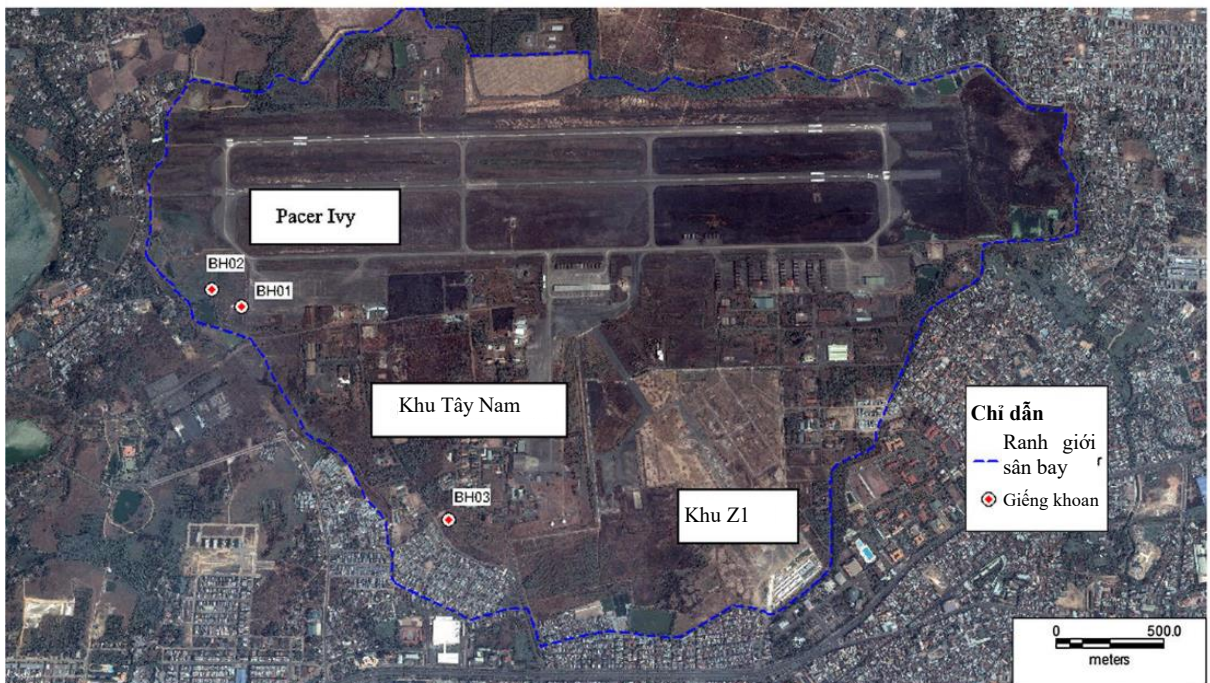 Pacer Ivy
BH02
BH01
Khu Tây Nam
BH03
Khu Z1
Chỉ dẫn
Ranh giới
sân bay
Giếng khoan
0 500.0
meters